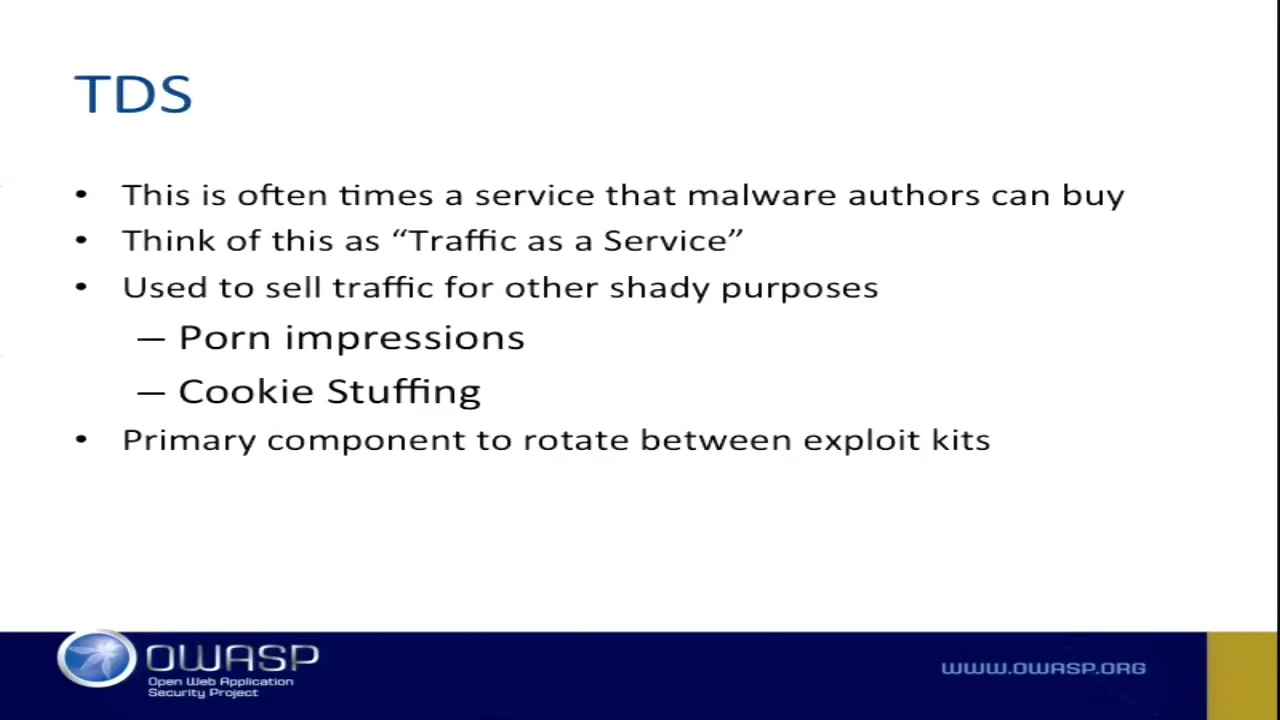 TDS
• This is often times a service that malware authors can buy
• Think of this as “Traffic as a Service”
• Used to sell traffic for other shady purposes
– Porn impressions
– Cookie Stuffing
• Primary component to rotate between exploit kits
OWASP
Open Web Application
Security Project
WWW.OWASP.ORG